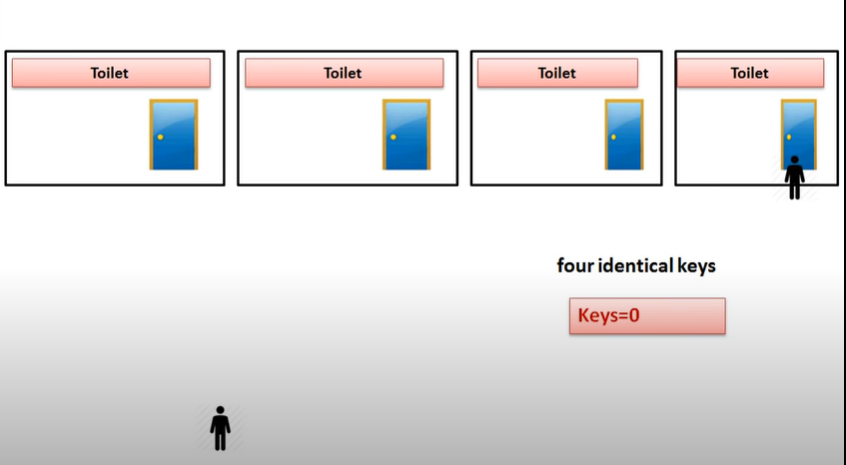 Toilet
Toilet
Toilet
Toilet
four identical keys
Keys=0